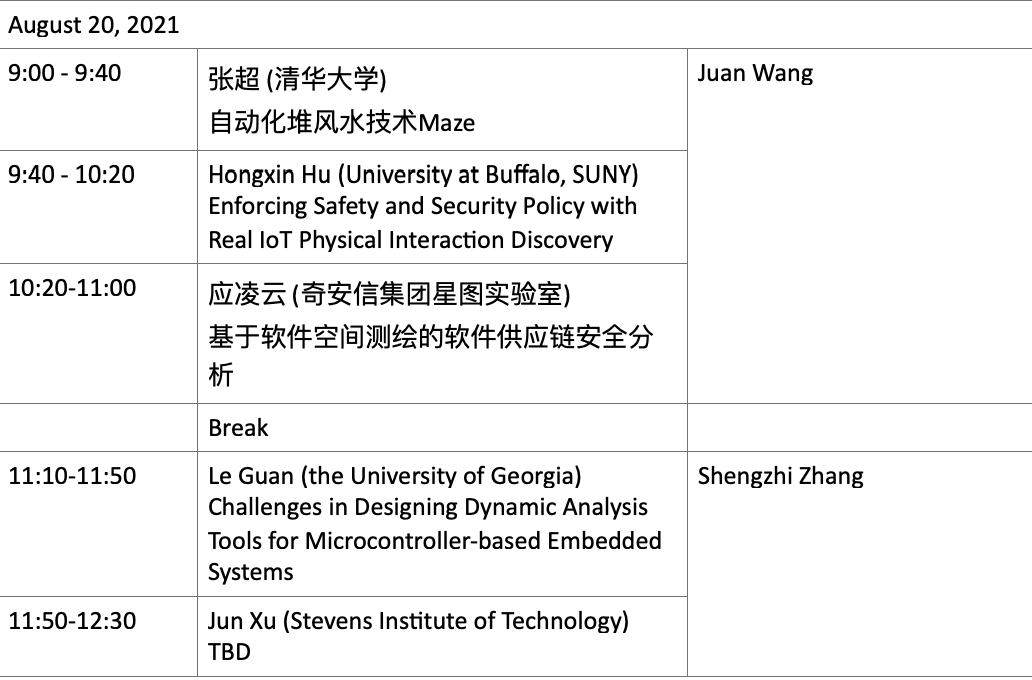 August 20, 2021
9:00 - 9:40
张超 (清华大学)
自动化堆风水技术Maze
Juan Wang
9:40 - 10:20
Hongxin Hu (University at Buffalo, SUNY)
Enforcing Safety and Security Policy with
Real IoT Physical Interaction Discovery
10:20-11:00
应凌云 (奇安信集团星图实验室)
基于软件空间测绘的软件供应链安全分
析
Break
11:10-11:50
Le Guan (the University of Georgia)
Challenges in Designing Dynamic Analysis
Tools for Microcontroller-based Embedded
Systems
Shengzhi Zhang
11:50-12:30
Jun Xu (Stevens Institute of Technology)
TBD